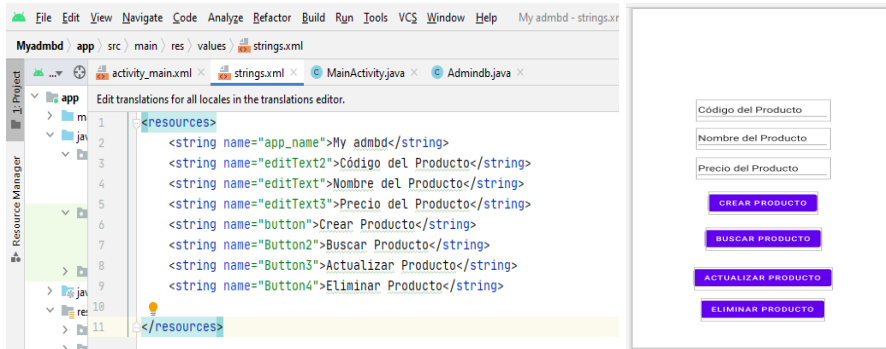 File Edit View Navigate Code Analyze Refactor Build Run Tools VCS Window Help My admbd - strings.xr
Myadmbd app src main res values strings.xml
1: Project
Resource Manager
...
activity_main.xml strings.xml MainActivity.java Admindb.java
Edit translations for all locales in the translations editor.
app
m
jav
jav
res
1 <resources>
2 <string name="app_name">My admbd</string>
3 <string name="editText2">Código del Producto</string>
4 <string name="editText">Nombre del Producto</string>
5 <string name="editText3">Precio del Producto</string>
6 <string name="button">Crear Producto</string>
7 <string name="Button2">Buscar Producto</string>
8 <string name="Button3">Actualizar Producto</string>
9 <string name="Button4">Eliminar Producto</string>
10
11 </resources>
Código del Producto
Nombre del Producto
Precio del Producto
CREAR PRODUCTO
BUSCAR PRODUCTO
ACTUALIZAR PRODUCTO
ELIMINAR PRODUCTO